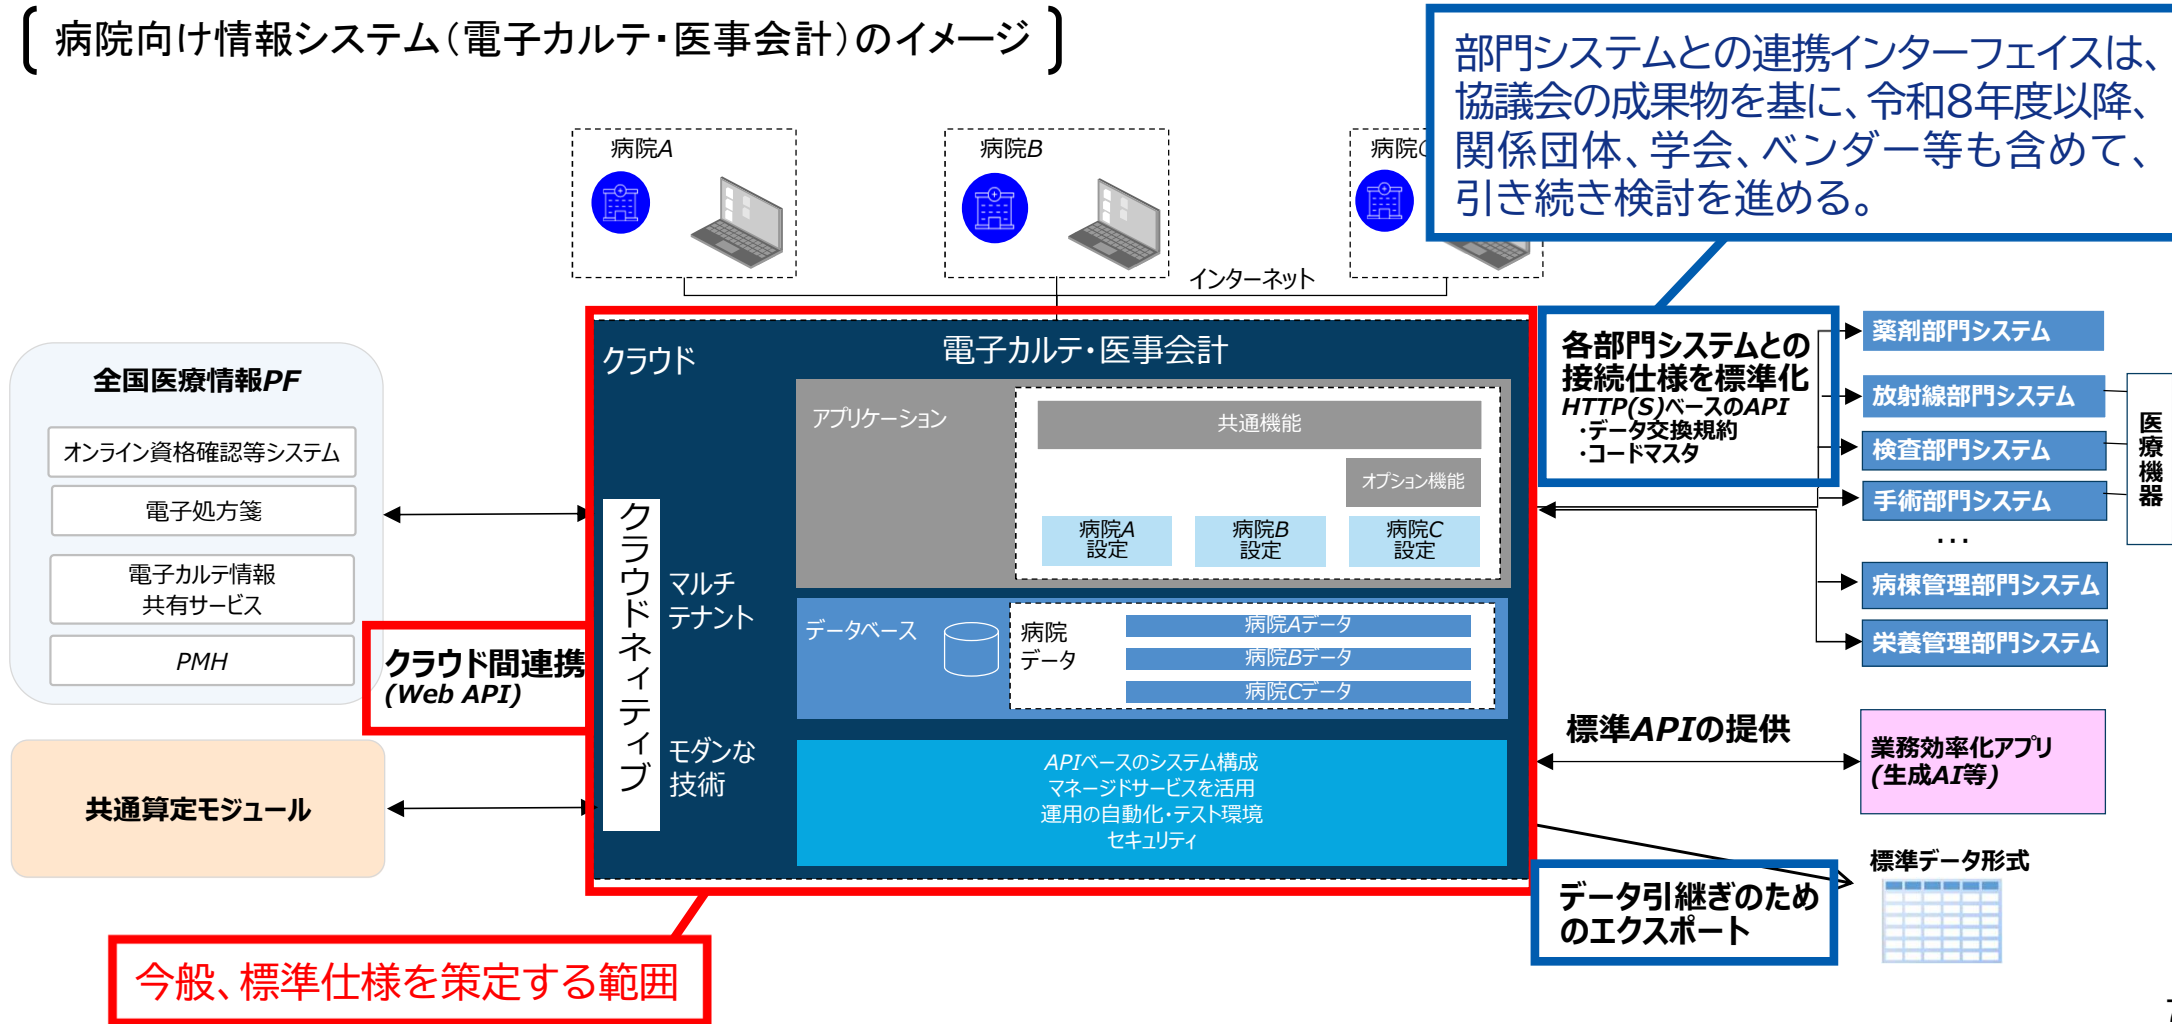 病院向け情報システム（電子カルテ・医事会計）のイメージ
部門システムとの連携インターフェイスは、
協議会の成果物を基に、令和8年度以降、
関係団体、学会、ベンダー等も含めて、
引き続き検討を進める。
病院A
病院B
病院C
インターネット
クラウド
電子カルテ・医事会計
全国医療情報PF
オンライン資格確認等システム
電子処方箋
電子カルテ情報
共有サービス
PMH
クラウド間連携
(Web API)
共通算定モジュール
クラウドネイティブ
マルチ
テナント
モダンな
技術
アプリケーション
共通機能
オプション機能
病院A
設定
病院B
設定
病院C
設定
データベース
病院
データ
病院Aデータ
病院Bデータ
病院Cデータ
APIベースのシステム構成
マネージドサービスを活用
運用の自動化・テスト環境
セキュリティ
各部門システムとの
接続仕様を標準化
HTTP(S)ベースのAPI
・データ交換規約
・コードマスタ
薬剤部門システム
放射線部門システム
検査部門システム
手術部門システム
…
病棟管理部門システム
栄養管理部門システム
医療機器
標準APIの提供
業務効率化アプリ
(生成AI等)
データ引継ぎのため
のエクスポート
標準データ形式
今般、標準仕様を策定する範囲